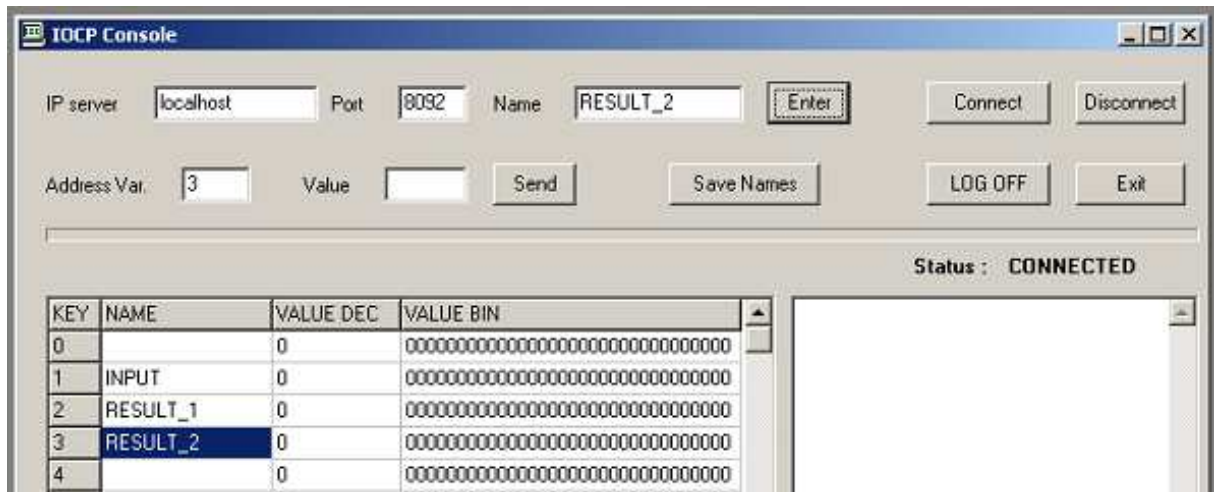 IOCP Console
IP server localhost Port 8092 Name RESULT_2 Enter Connect Disconnect
Address Var. 3 Value Send Save Names LOG OFF Exit
Status : CONNECTED
KEY NAME VALUE DEC VALUE BIN
0 0 00000000000000000000000000000000
1 INPUT 0 00000000000000000000000000000000
2 RESULT_1 0 00000000000000000000000000000000
3 RESULT_2 0 00000000000000000000000000000000
4 0 00000000000000000000000000000000